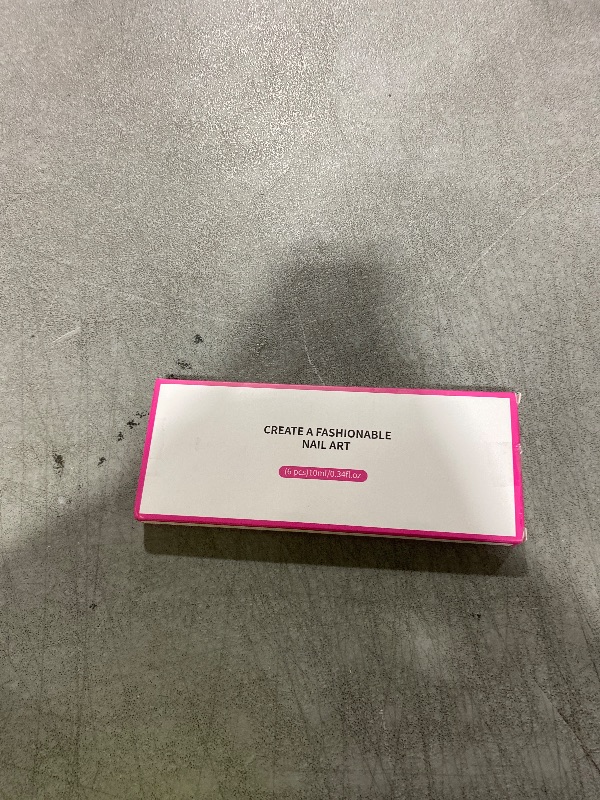 CREATE A FASHIONABLE
NAIL ART
(6 pcs)10ml/0.34fl.oz